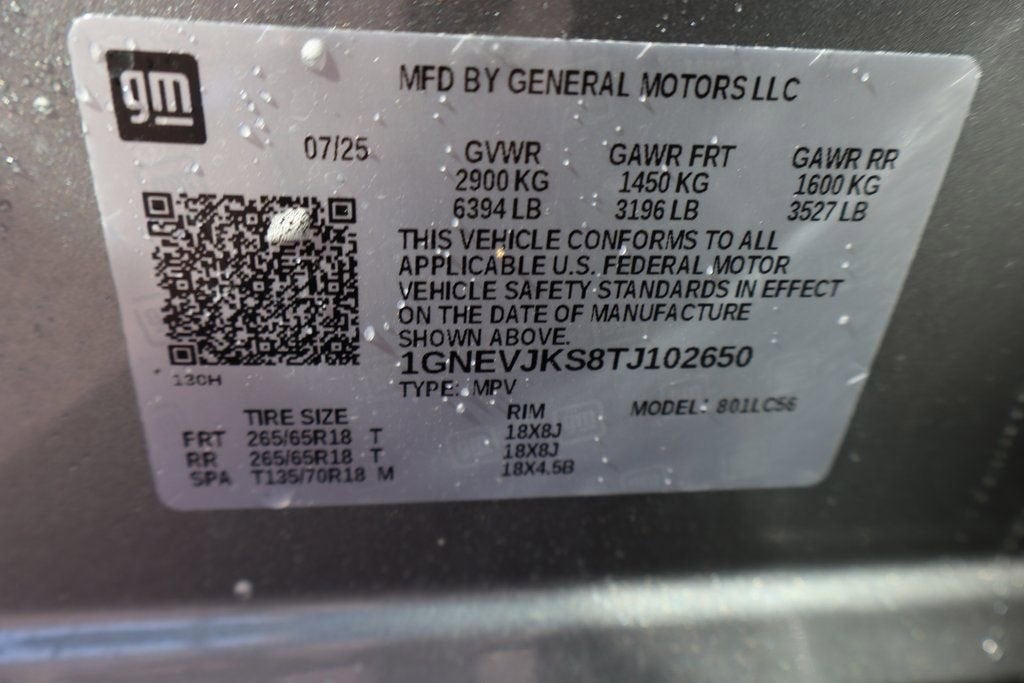 gm
MFD BY GENERAL MOTORS LLC
07/25
GVWR GAWR FRT GAWR RR
2900 KG 1450 KG 1600 KG
6394 LB 3196 LB 3527 LB
THIS VEHICLE CONFORMS TO ALL
APPLICABLE U.S. FEDERAL MOTOR
VEHICLE SAFETY STANDARDS IN EFFECT
ON THE DATE OF MANUFACTURE
SHOWN ABOVE.
1GNEVJKS8TJ102650
13CH
TYPE: MPV
TIRE SIZE RIM MODEL: 801LC56
FRT 265/65R18 T 18X8J
RR 265/65R18 T 18X8J
SPA T135/70R18 M 18X4.5B